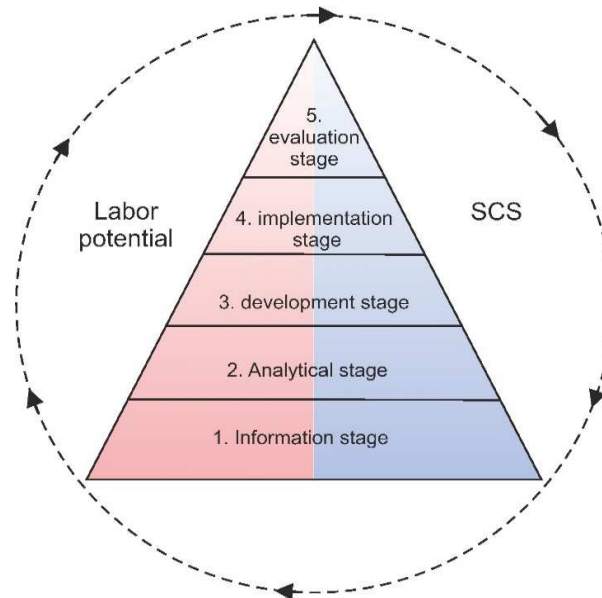 5.
evaluation
stage
Labor
potential
SCS
4. implementation
stage
3. development stage
2. Analytical stage
1. Information stage